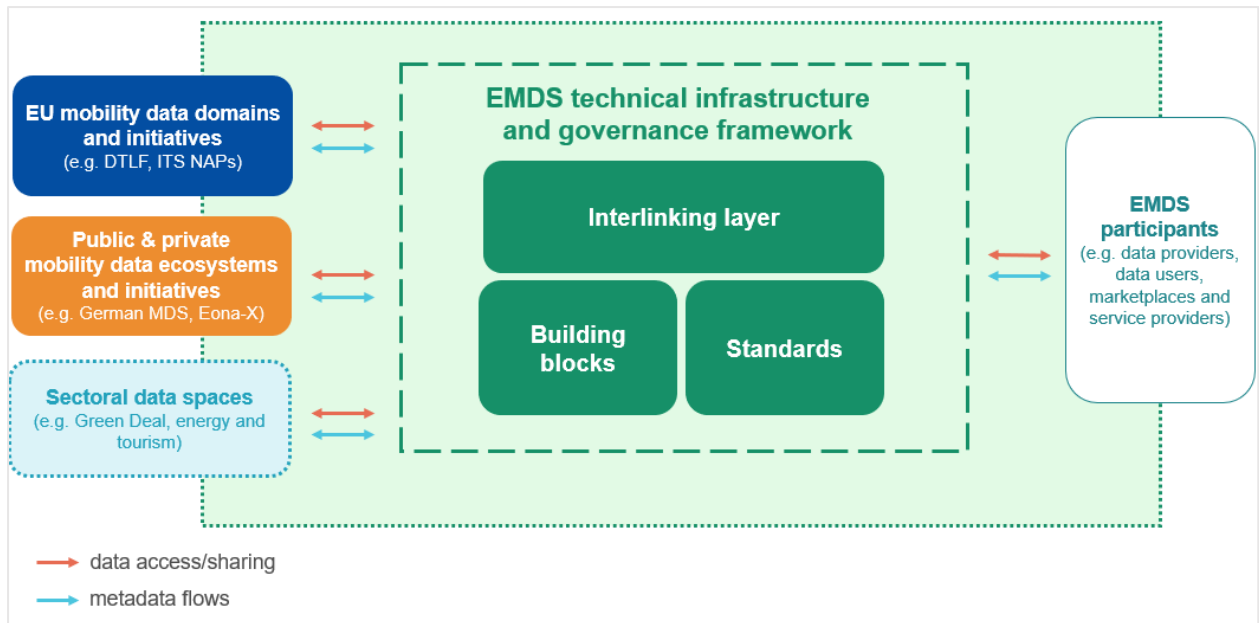 EU mobility data domains
and initiatives
(e.g. DTLF, ITS NAPs)
Public & private
mobility data ecosystems
and initiatives
(e.g. German MDS, Eona-X)
Sectoral data spaces
(e.g. Green Deal, energy and
tourism)
EMDS technical infrastructure
and governance framework
Interlinking layer
Building
blocks
Standards
EMDS
participants
(e.g. data providers,
data users,
marketplaces and
service providers)
data access/sharing
metadata flows